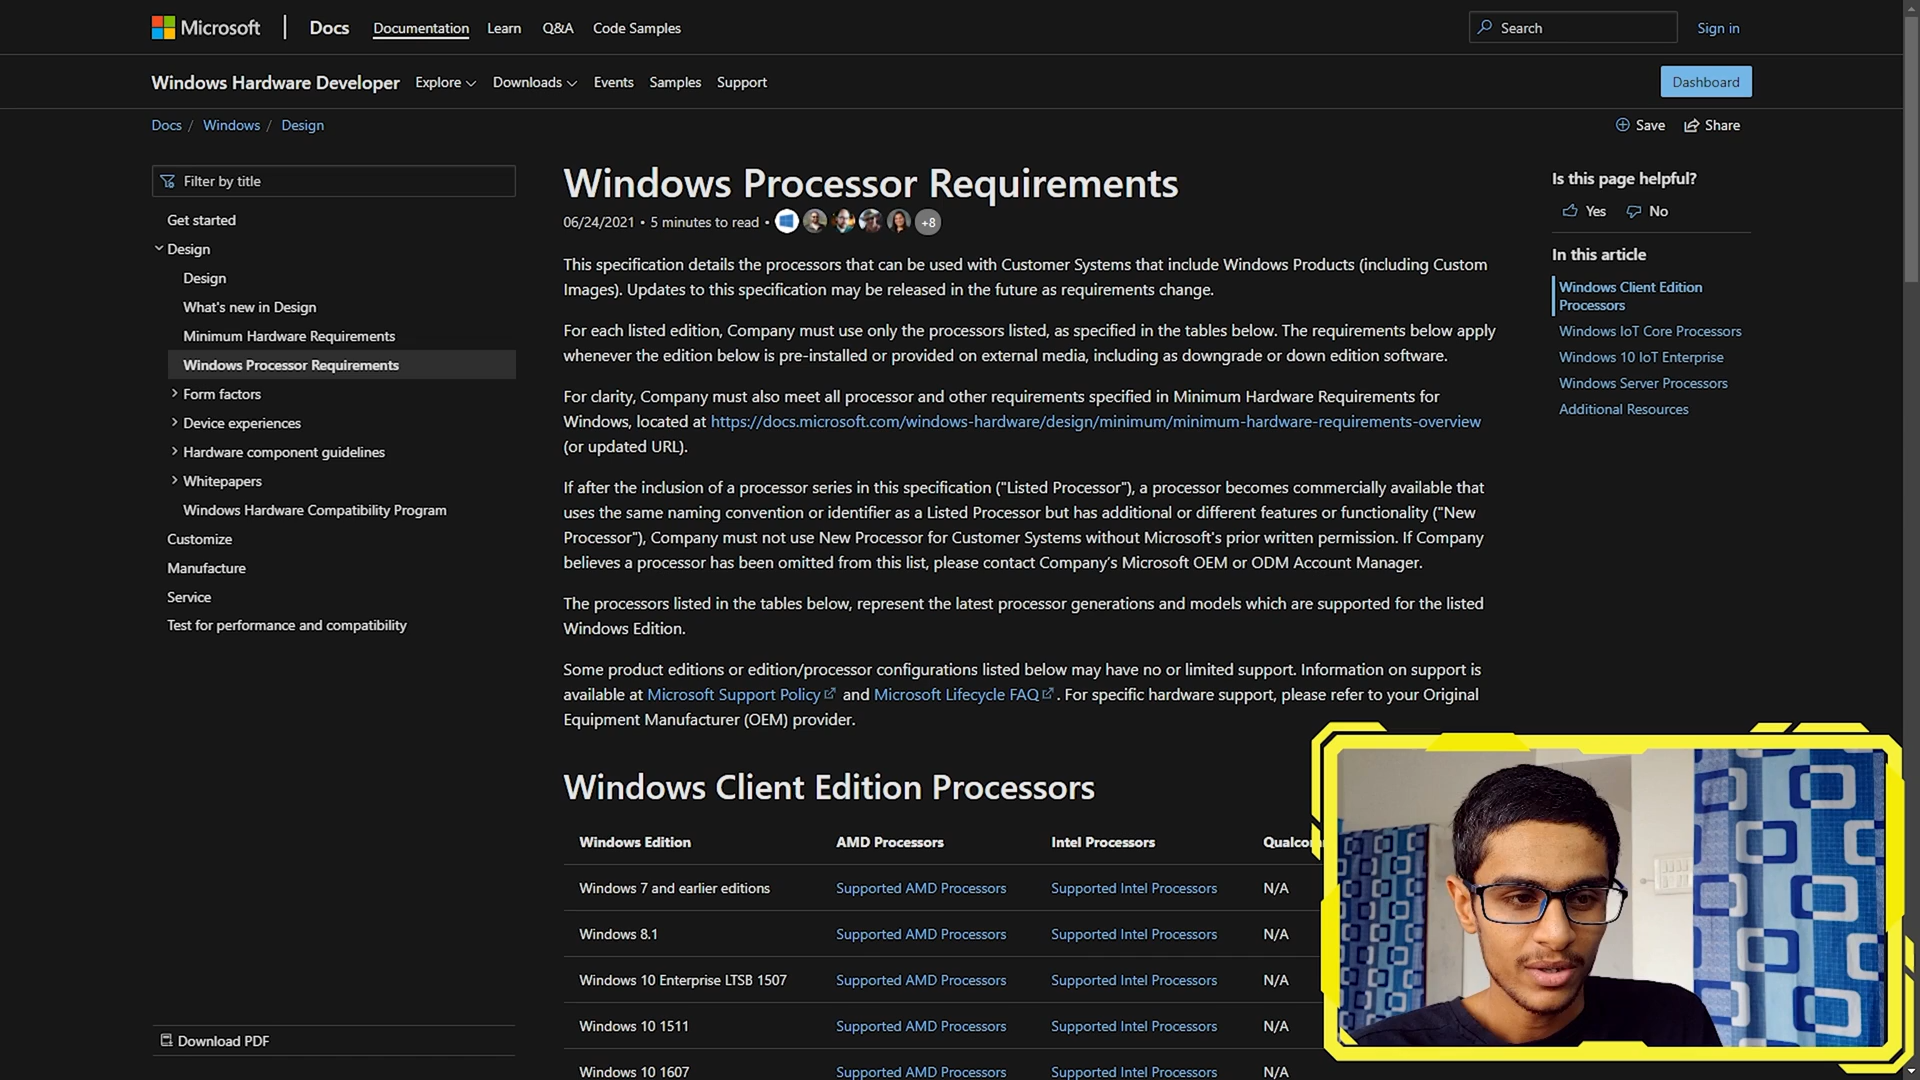 Microsoft
Docs
Documentation
Learn
Q&A
Code Samples
Search
Sign in
Windows Hardware Developer
Explore
Downloads
Events
Samples
Support
Dashboard
Docs / Windows / Design
Save
Share
Filter by title
Get started
Design
Design
What's new in Design
Minimum Hardware Requirements
Windows Processor Requirements
Form factors
Device experiences
Hardware component guidelines
Whitepapers
Windows Hardware Compatibility Program
Customize
Manufacture
Service
Test for performance and compatibility
Download PDF
Windows Processor Requirements
06/24/2021 • 5 minutes to read • +8
This specification details the processors that can be used with Customer Systems that include Windows Products (including Custom
Images). Updates to this specification may be released in the future as requirements change.
For each listed edition, Company must use only the processors listed, as specified in the tables below. The requirements below apply
whenever the edition below is pre-installed or provided on external media, including as downgrade or down edition software.
For clarity, Company must also meet all processor and other requirements specified in Minimum Hardware Requirements for
Windows, located at https://docs.microsoft.com/windows-hardware/design/minimum/minimum-hardware-requirements-overview
(or updated URL).
If after the inclusion of a processor series in this specification ("Listed Processor"), a processor becomes commercially available that
uses the same naming convention or identifier as a Listed Processor but has additional or different features or functionality ("New
Processor"), Company must not use New Processor for Customer Systems without Microsoft's prior written permission. If Company
believes a processor has been omitted from this list, please contact Company’s Microsoft OEM or ODM Account Manager.
The processors listed in the tables below, represent the latest processor generations and models which are supported for the listed
Windows Edition.
Some product editions or edition/processor configurations listed below may have no or limited support. Information on support is
available at Microsoft Support Policy and Microsoft Lifecycle FAQ . For specific hardware support, please refer to your Original
Equipment Manufacturer (OEM) provider.
Windows Client Edition Processors
Windows Edition AMD Processors Intel Processors
Windows 7 and earlier editions Supported AMD Processors Supported Intel Processors N/A
Windows 8.1 Supported AMD Processors Supported Intel Processors N/A
Windows 10 Enterprise LTSB 1507 Supported AMD Processors Supported Intel Processors N/A
Windows 10 1511 Supported AMD Processors Supported Intel Processors N/A
Windows 10 1607 Supported AMD Processors Supported Intel Processors N/A
Is this page helpful?
Yes
No
In this article
Windows Client Edition
Processors
Windows IoT Core Processors
Windows 10 IoT Enterprise
Windows Server Processors
Additional Resources